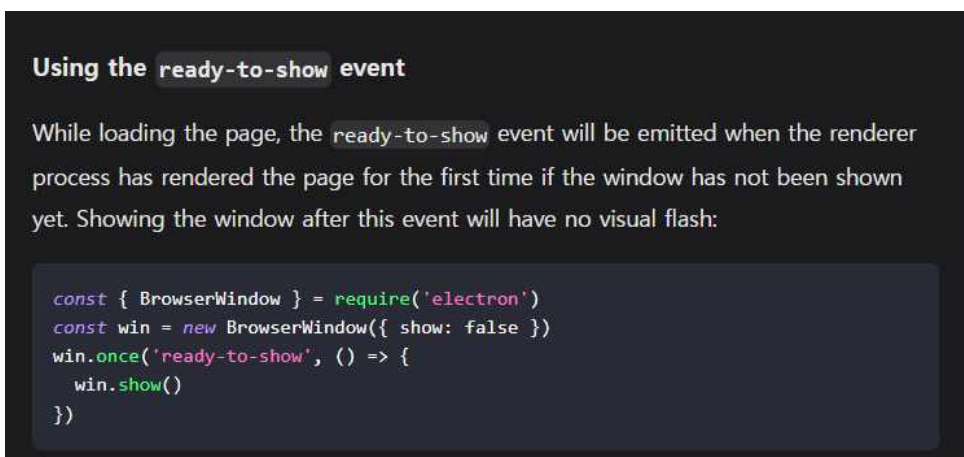 Using the ready-to-show event
While loading the page, the ready-to-show event will be emitted when the renderer
process has rendered the page for the first time if the window has not been shown
yet. Showing the window after this event will have no visual flash:
const { BrowserWindow } = require('electron')
const win = new BrowserWindow({ show: false })
win.once('ready-to-show', () => {
  win.show()
})